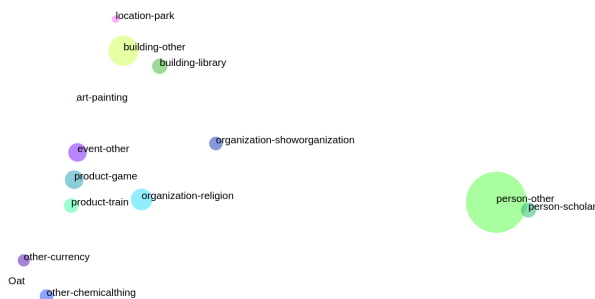 location-park
building-other
building-library
art-painting
organization-showorganization
event-other
product-game
organization-religion
person-other
product-train
person-scholar
other-currency
Oat
other-chemicalthing